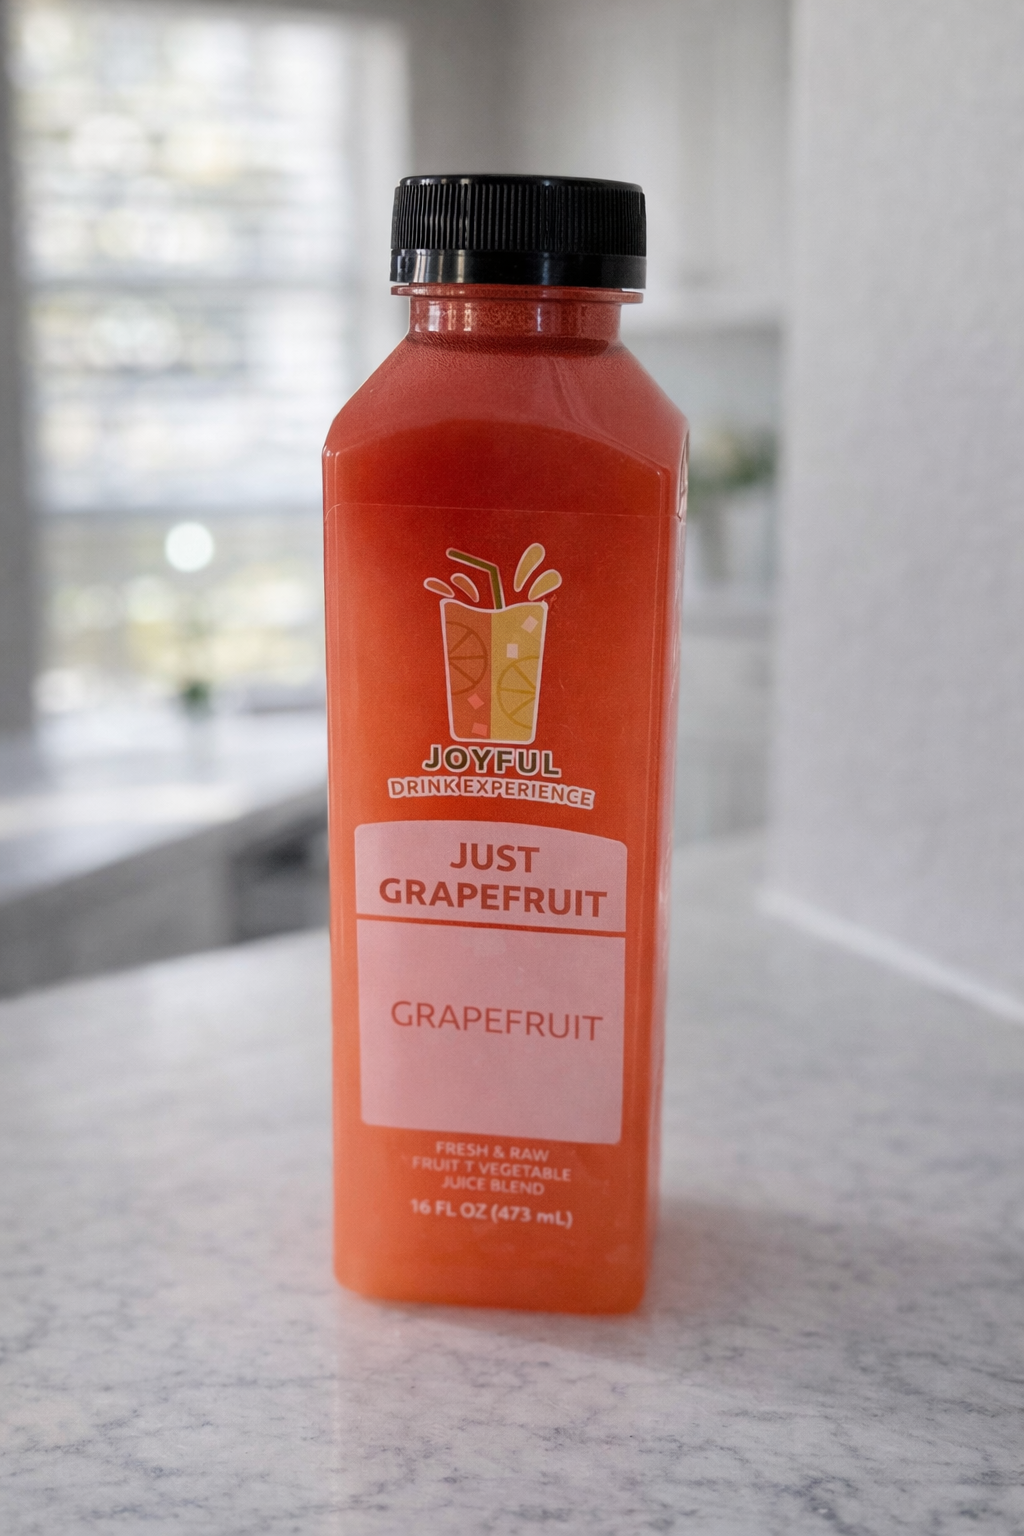 JOYFUL
DRINK EXPERIENCE
JUST
GRAPEFRUIT
GRAPEFRUIT
FRESH & RAW
FRUIT T VEGETABLE
JUICE BLEND
16 FL OZ (473 mL)